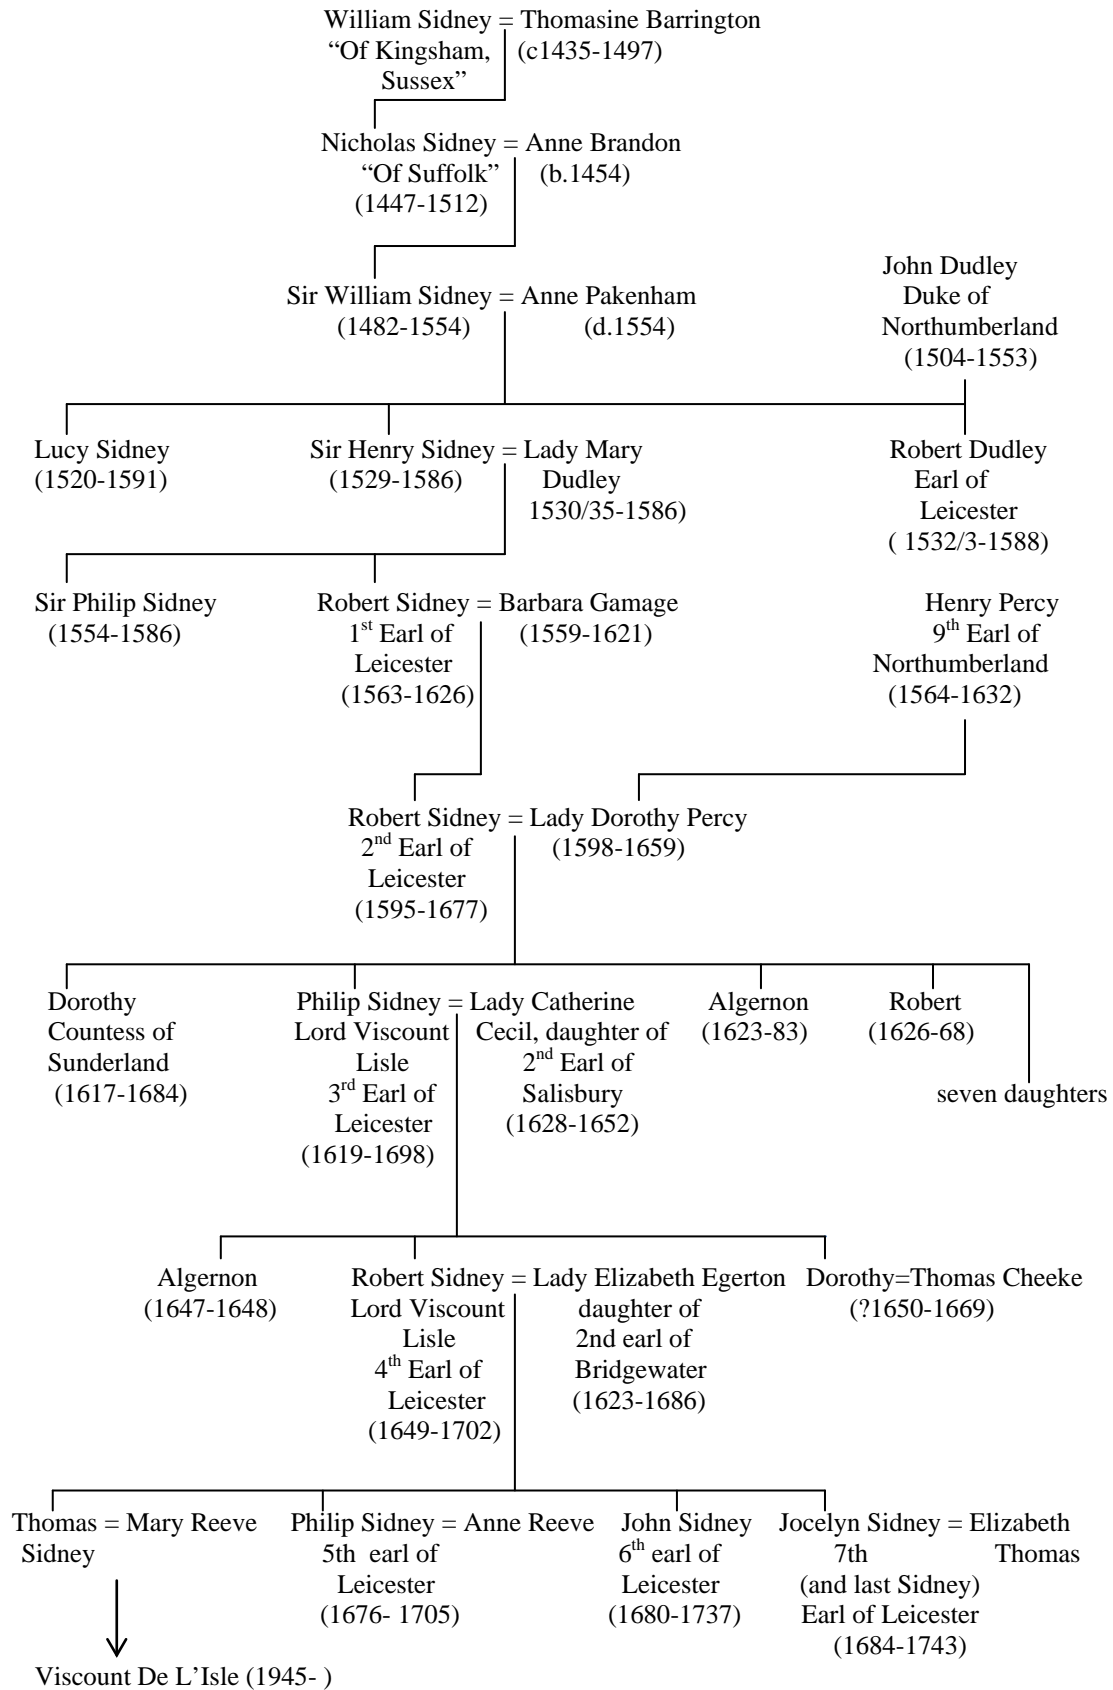 William Sidney = Thomasine Barrington
“Of Kingsham, (c1435-1497)
Sussex”
Nicholas Sidney = Anne Brandon
“Of Suffolk” (b.1454)
(1447-1512)
John Dudley
Duke of
Northumberland
(1504-1553)
Sir William Sidney = Anne Pakenham
(1482-1554) (d.1554)
Lucy Sidney
(1520-1591)
Sir Henry Sidney = Lady Mary
(1529-1586) Dudley
1530/35-1586)
Robert Dudley
Earl of
Leicester
( 1532/3-1588)
Sir Philip Sidney
(1554-1586)
Robert Sidney = Barbara Gamage
1st Earl of (1559-1621)
Leicester
(1563-1626)
Henry Percy
9th Earl of
Northumberland
(1564-1632)
Robert Sidney = Lady Dorothy Percy
2nd Earl of (1598-1659)
Leicester
(1595-1677)
Dorothy
Countess of
Sunderland
(1617-1684)
Philip Sidney = Lady Catherine
Lord Viscount Cecil, daughter of
Lisle 2nd Earl of
3rd Earl of Salisbury
Leicester (1628-1652)
(1619-1698)
Algernon
(1623-83)
Robert
(1626-68)
seven daughters
Algernon
(1647-1648)
Robert Sidney = Lady Elizabeth Egerton
Lord Viscount daughter of
Lisle 2nd earl of
4th Earl of Bridgewater
Leicester (1623-1686)
(1649-1702)
Dorothy=Thomas Cheeke
(?1650-1669)
Thomas = Mary Reeve
Sidney
Philip Sidney = Anne Reeve
5th earl of
Leicester
(1676- 1705)
John Sidney
6th earl of
Leicester
(1680-1737)
Jocelyn Sidney = Elizabeth
7th Thomas
(and last Sidney)
Earl of Leicester
(1684-1743)
Viscount De L’Isle (1945- )